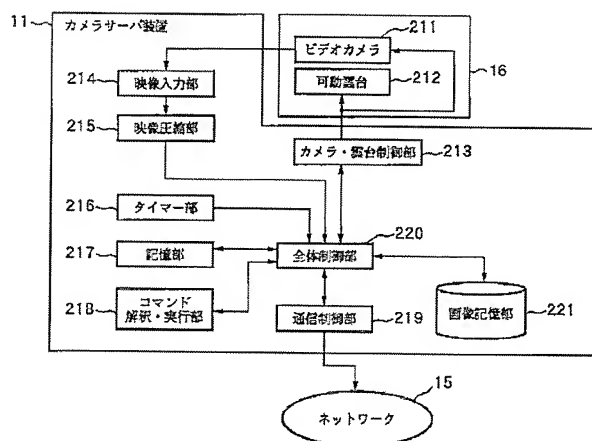 11
カメラサーバ装置
211
ビデオカメラ
16
214
映像入力部
可動雲台
212
215
映像圧縮部
カメラ・雲台制御部
213
216
タイマー部
220
217
記憶部
全体制御部
218
コマンド
解釈・実行部
通信制御部
219
画像記憶部
221
15
ネットワーク